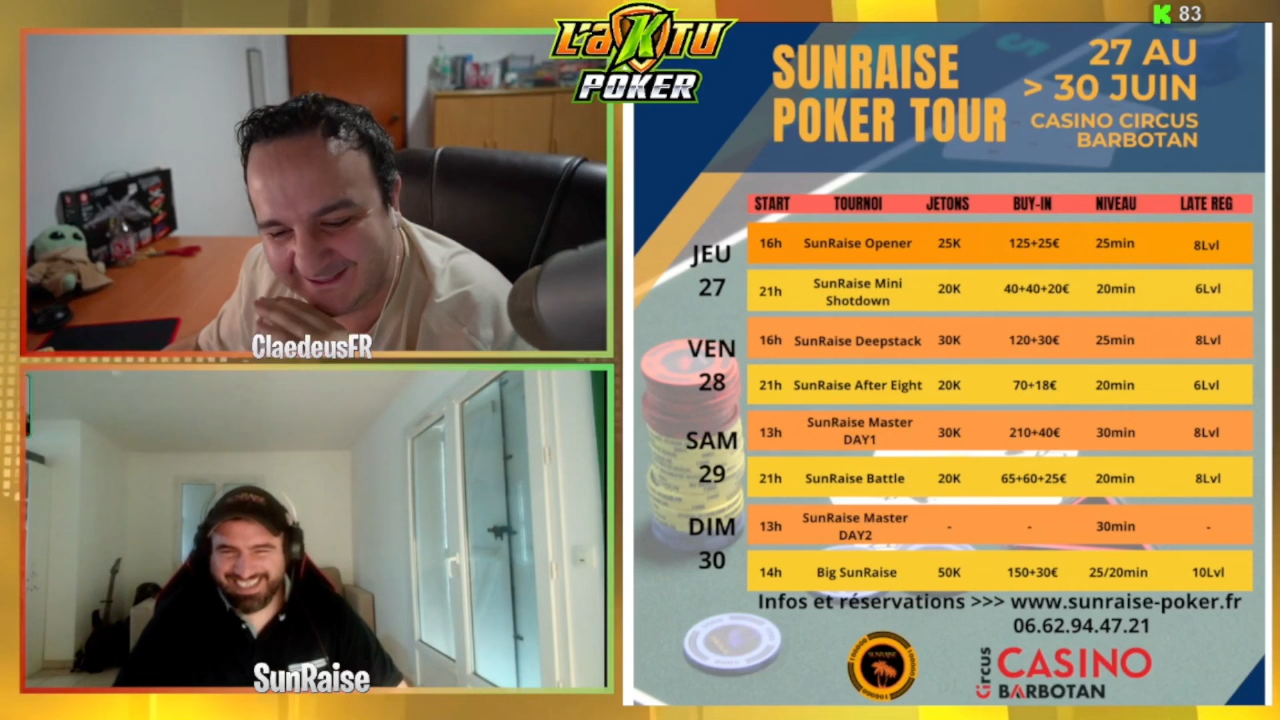 L'aKTU
POKER
K 83
ClaedeusFR
SunRaise
SUNRAISE
POKER TOUR
27 AU
> 30 JUIN
CASINO CIRCUS
BARBOTAN
START TOURNOI JETONS BUY-IN NIVEAU LATE REG
JEU
27
16h SunRaise Opener 25K 125+25€ 25min 8Lvl
21h SunRaise Mini Shotdown 20K 40+40+20€ 20min 6Lvl
VEN
28
16h SunRaise Deepstack 30K 120+30€ 25min 8Lvl
21h SunRaise After Eight 20K 70+18€ 20min 6Lvl
SAM
29
13h SunRaise Master DAY1 30K 210+40€ 30min 8Lvl
21h SunRaise Battle 20K 65+60+25€ 20min 8Lvl
DIM
30
13h SunRaise Master DAY2 - - 30min -
14h Big SunRaise 50K 150+30€ 25/20min 10Lvl
Infos et réservations >>> www.sunraise-poker.fr
06.62.94.47.21
SUNRAISE
100000
circus
CASINO
BARBOTAN